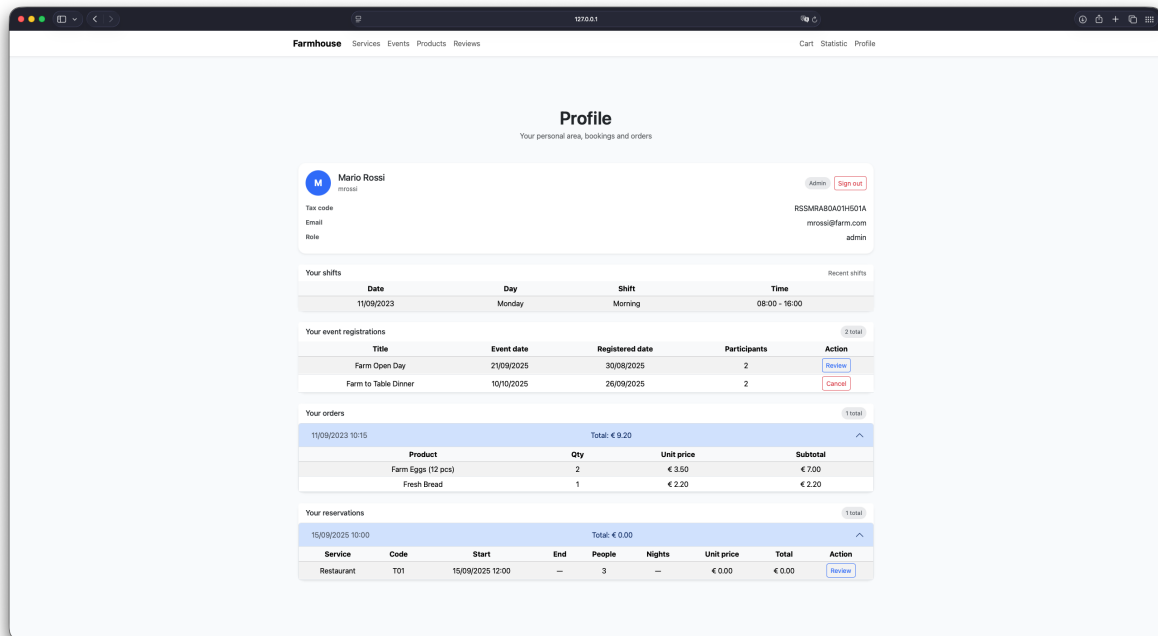 127.0.0.1
Farmhouse Services Events Products Reviews Cart Statistic Profile
Profile
Your personal area, bookings and orders
M Mario Rossi Admin Sign out
mrossi
Tax code RSSMRA80A01H501A
Email mrossi@farm.com
Role admin
Your shifts Recent shifts
Date Day Shift Time
11/09/2023 Monday Morning 08:00 - 16:00
Your event registrations 2 total
Title Event date Registered date Participants Action
Farm Open Day 21/09/2025 30/08/2025 2 Review
Farm to Table Dinner 10/10/2025 26/09/2025 2 Cancel
Your orders 1 total
11/09/2023 10:15 Total: € 9.20
Product Qty Unit price Subtotal
Farm Eggs (12 pcs) 2 € 3.50 € 7.00
Fresh Bread 1 € 2.20 € 2.20
Your reservations 1 total
15/09/2025 10:00 Total: € 0.00
Service Code Start End People Nights Unit price Total Action
Restaurant T01 15/09/2025 12:00 — 3 — € 0.00 € 0.00 Review